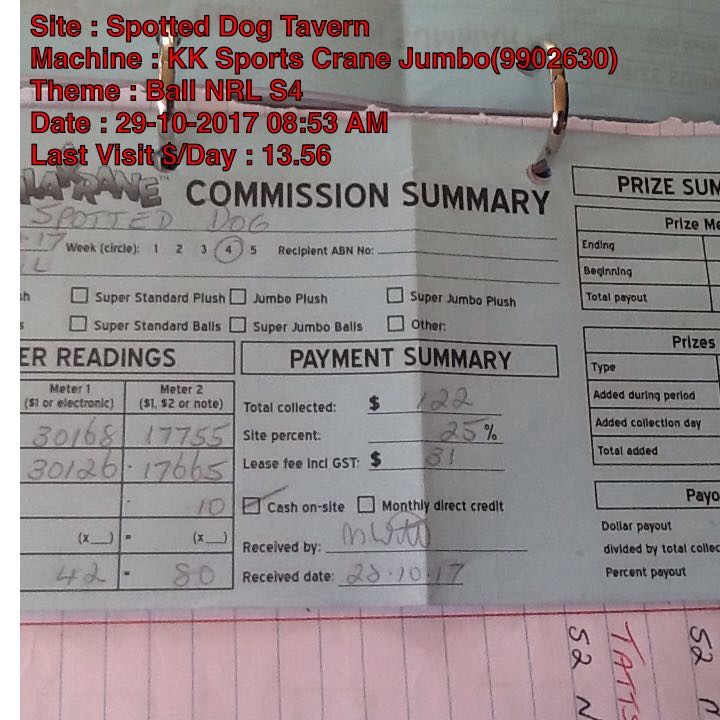 Site : Spotted Dog Tavern
Machine : KK Sports Crane Jumbo(9902630)
Theme : Ball NRL S4
Date : 29-10-2017 08:53 AM
Last Visit $/Day : 13.56
COMMISSION SUMMARY
PRIZE SUM
SPOTTED DOG
Prize Me
17 Week (circle): 1 2 3 4 5 Recipient ABN No:
Ending
Beginning
Super Standard Plush Jumbo Plush Super Jumbo Plush
Total payout
Super Standard Balls Super Jumbo Balls Other:
Prizes
ER READINGS
PAYMENT SUMMARY
Type
Meter 1 Meter 2
($1 or electronic) ($1, $2 or note)
Total collected: $ 122
Added during period
30168 17755
Site percent: 25%
Added collection day
30126 - 17665
Lease fee incl GST: $ 31
Total added
10
Cash on-site Monthly direct credit
Payo
(x__) = (x__)
Received by:
Dollar payout
divided by total collec
42 - 80
Received date: 28.10.17
Percent payout
52
TATTS
52 N